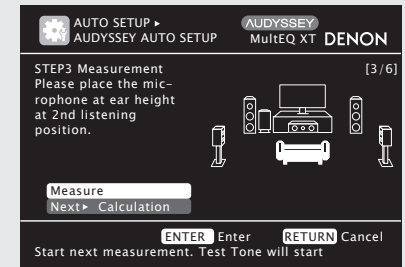 AUTO SETUP ▸
AUDYSSEY AUTO SETUP
AUDYSSEY
MultEQ XT DENON
STEP3 Measurement
[3/6]
Please place the mic-
rophone at ear height
at 2nd listening
position.
Measure
Next▸ Calculation
ENTER Enter RETURN Cancel
Start next measurement. Test Tone will start